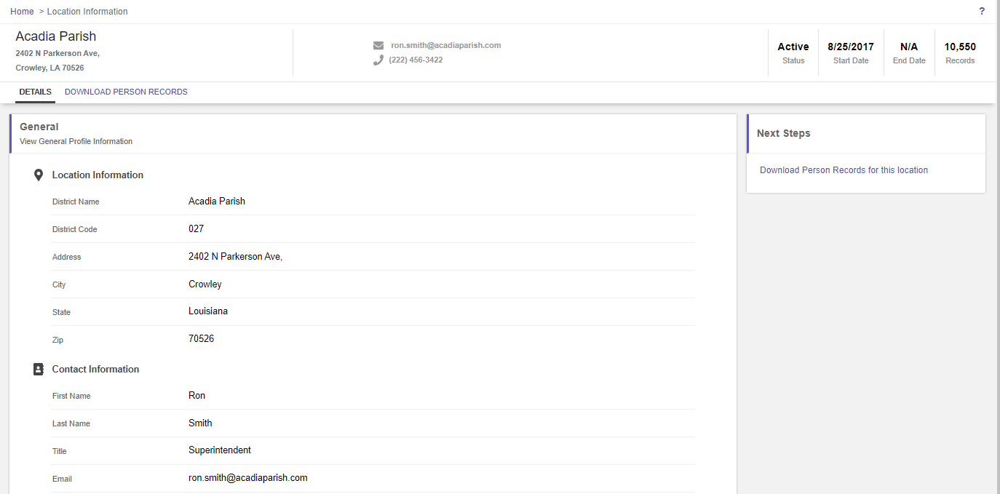 Home > Location Information
?
Acadia Parish
2402 N Parkerson Ave,
Crowley, LA 70526
ron.smith@acadiaparish.com
(222) 456-3422
Active
Status
8/25/2017
Start Date
N/A
End Date
10,550
Records
DETAILS
DOWNLOAD PERSON RECORDS
General
View General Profile Information
Location Information
District Name Acadia Parish
District Code 027
Address 2402 N Parkerson Ave,
City Crowley
State Louisiana
Zip 70526
Contact Information
First Name Ron
Last Name Smith
Title Superintendent
Email ron.smith@acadiaparish.com
Next Steps
Download Person Records for this location